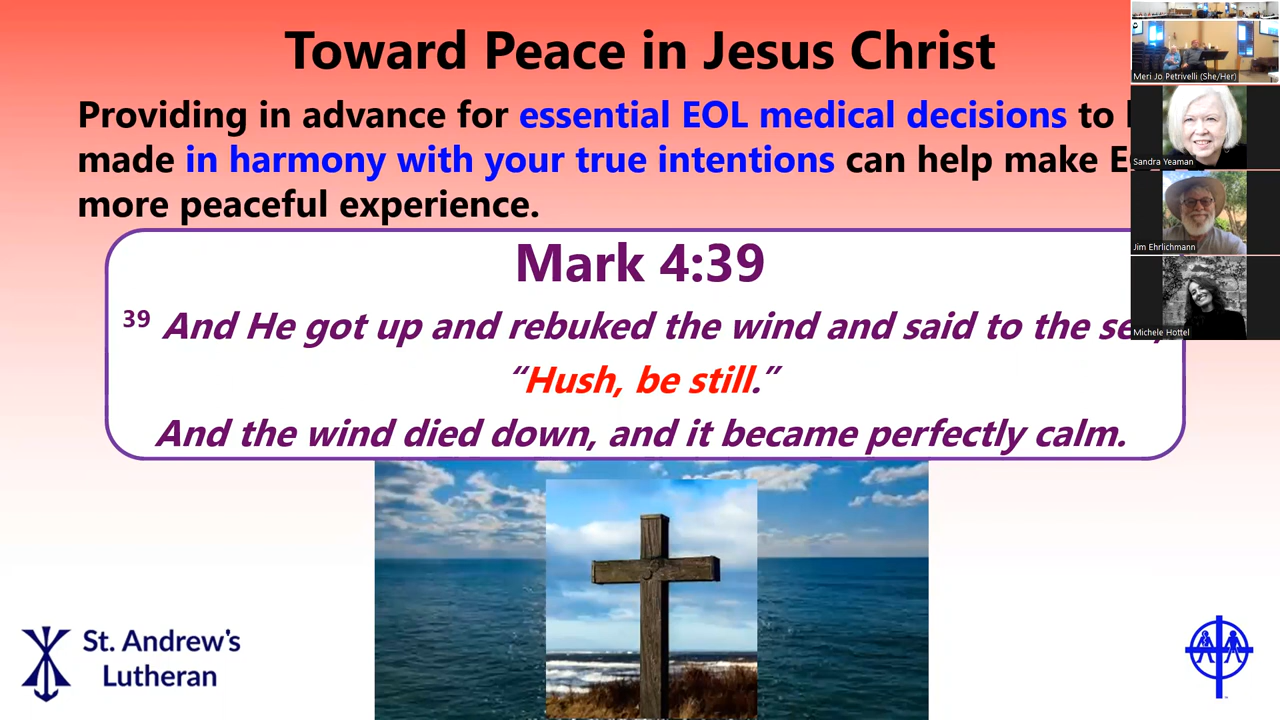 Toward Peace in Jesus Christ
Providing in advance for essential EOL medical decisions to
made in harmony with your true intentions can help make
more peaceful experience.
Mark 4:39
39 And He got up and rebuked the wind and said to the
“Hush, be still.”
And the wind died down, and it became perfectly calm.
St. Andrew's
Lutheran
Meri Jo Petrivelli (She/Her)
Sandra Yeaman
Jim Ehrlichmann
Michele Hottel